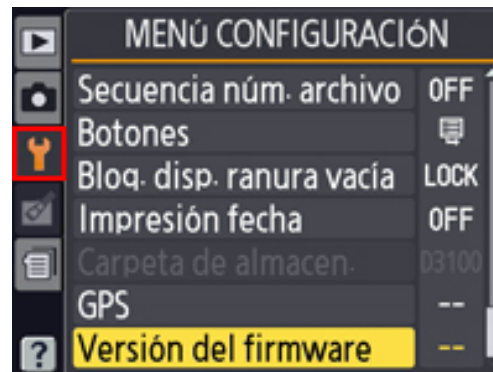 MENÚ CONFIGURACIÓN
Secuencia núm. archivo OFF
Botones
Bloq. disp. ranura vacía LOCK
Impresión fecha OFF
Carpeta de almacen. D3100
GPS --
Versión del firmware --
?